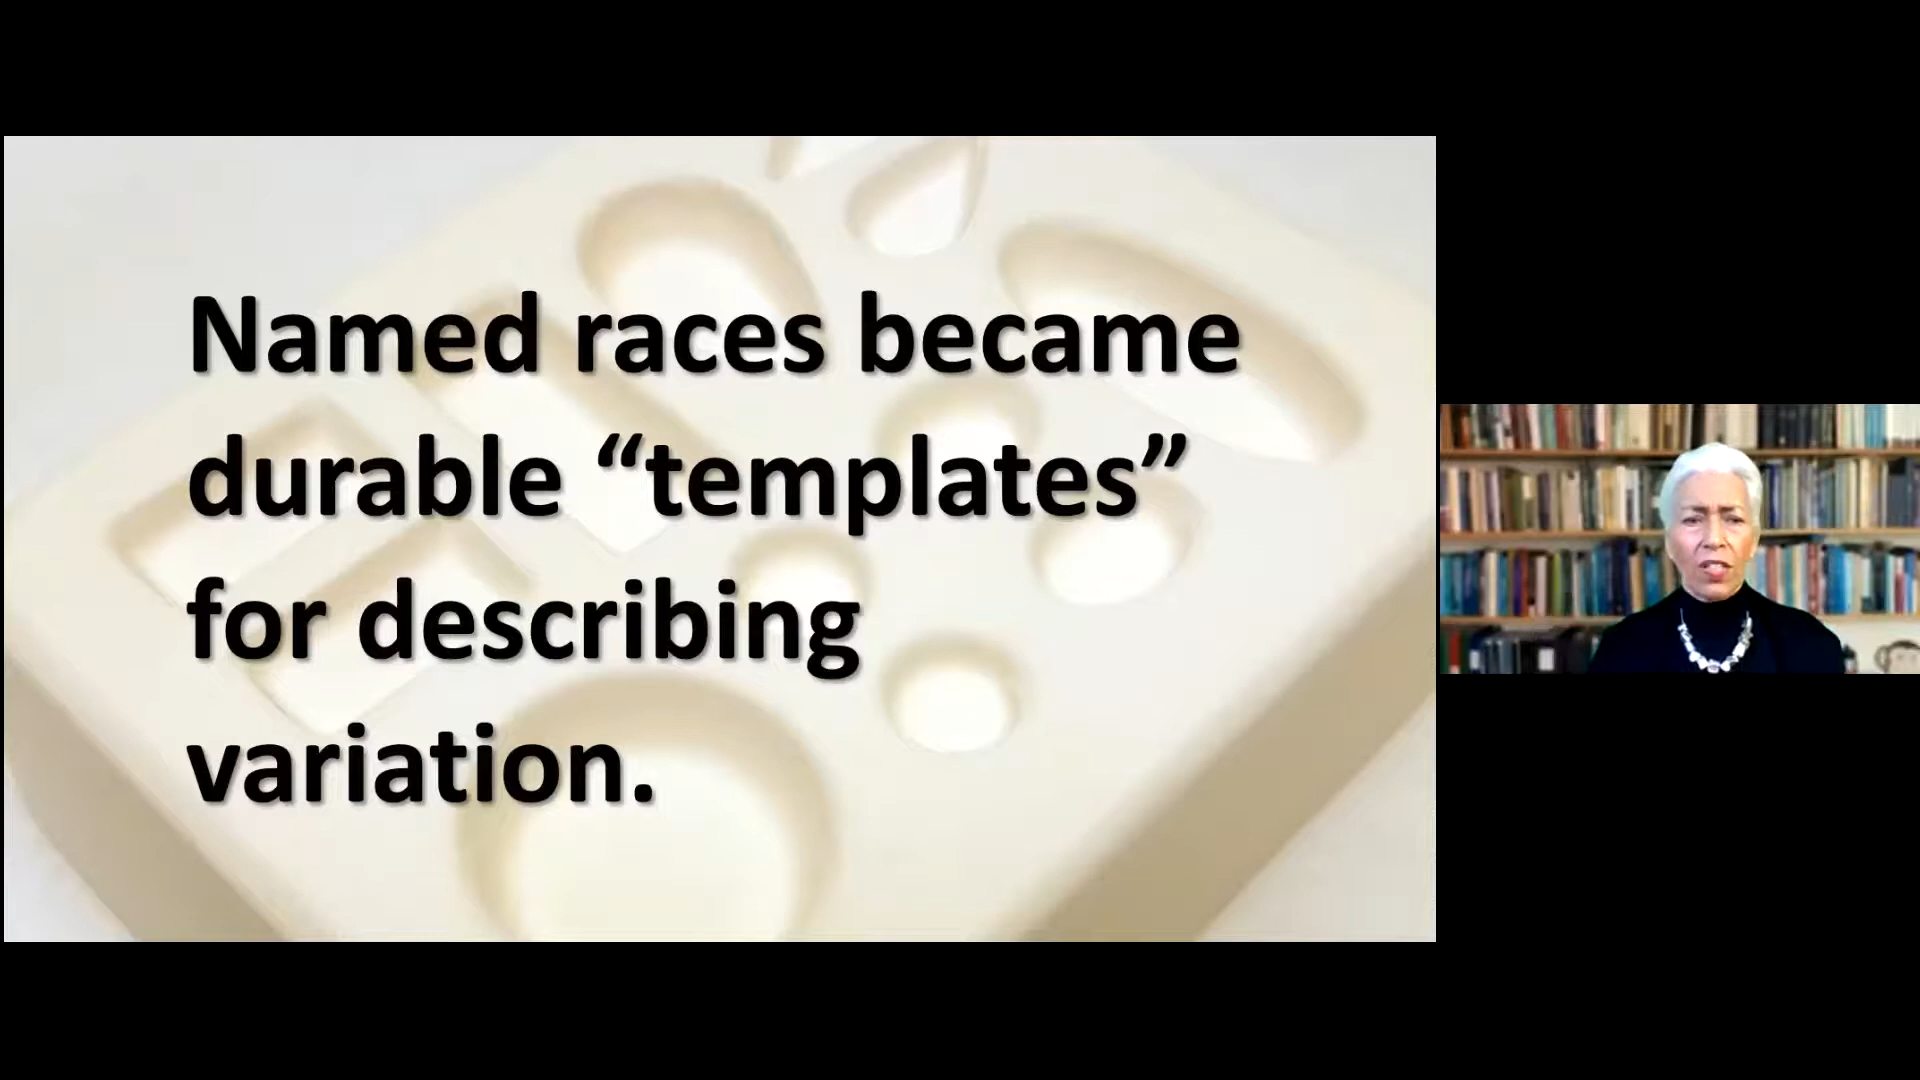 Named races became
durable “templates”
for describing
variation.